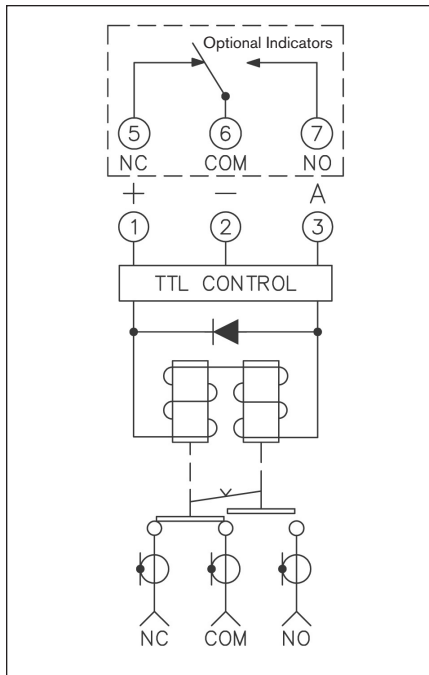 Optional Indicators
5 6 7
NC COM NO
+ − A
1 2 3
TTL CONTROL
NC COM NO